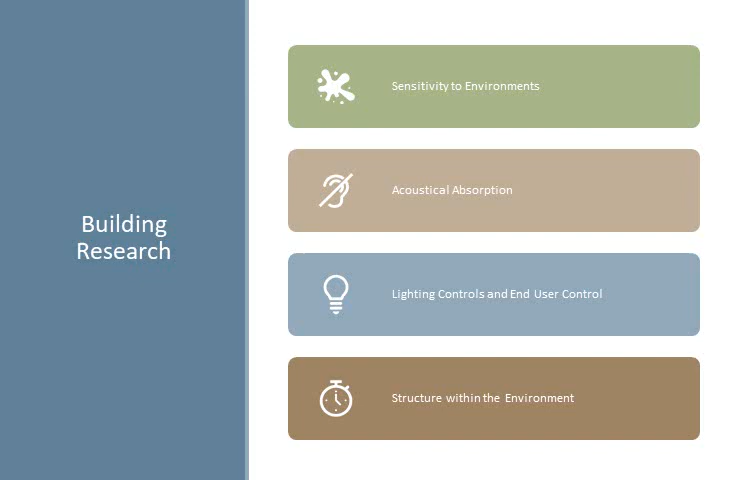 Building
Research
Sensitivity to Environments
Acoustical Absorption
Lighting Controls and End User Control
Structure within the Environment